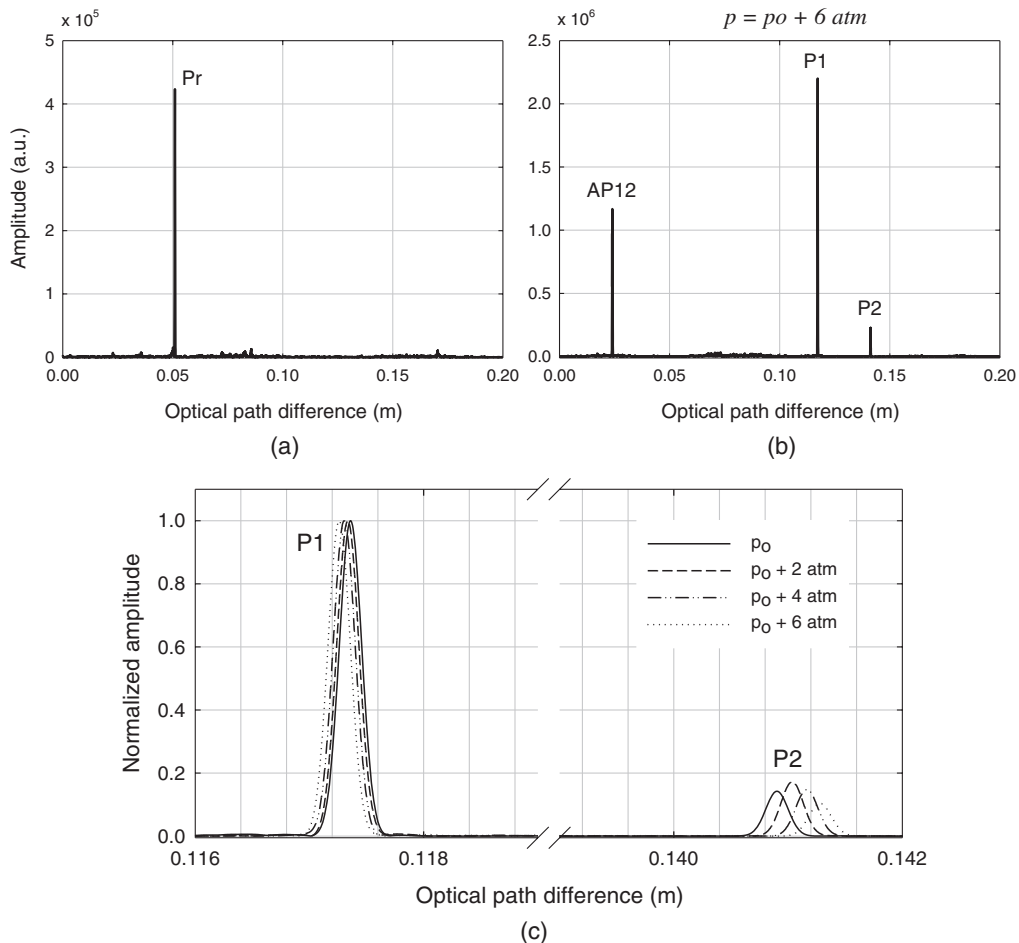 x 10⁵
5
4
3
2
1
0
Pr
Amplitude (a.u.)
0.00
0.05
0.10
0.15
0.20
Optical path difference (m)
(a)
x 10⁶
p = po + 6 atm
2.5
2.0
1.5
1.0
0.5
0.0
AP12
P1
P2
0.00
0.05
0.10
0.15
0.20
Optical path difference (m)
(b)
Normalized amplitude
1.0
0.8
0.6
0.4
0.2
0.0
P1
pₒ
pₒ + 2 atm
pₒ + 4 atm
pₒ + 6 atm
P2
0.116
0.118
0.140
0.142
Optical path difference (m)
(c)